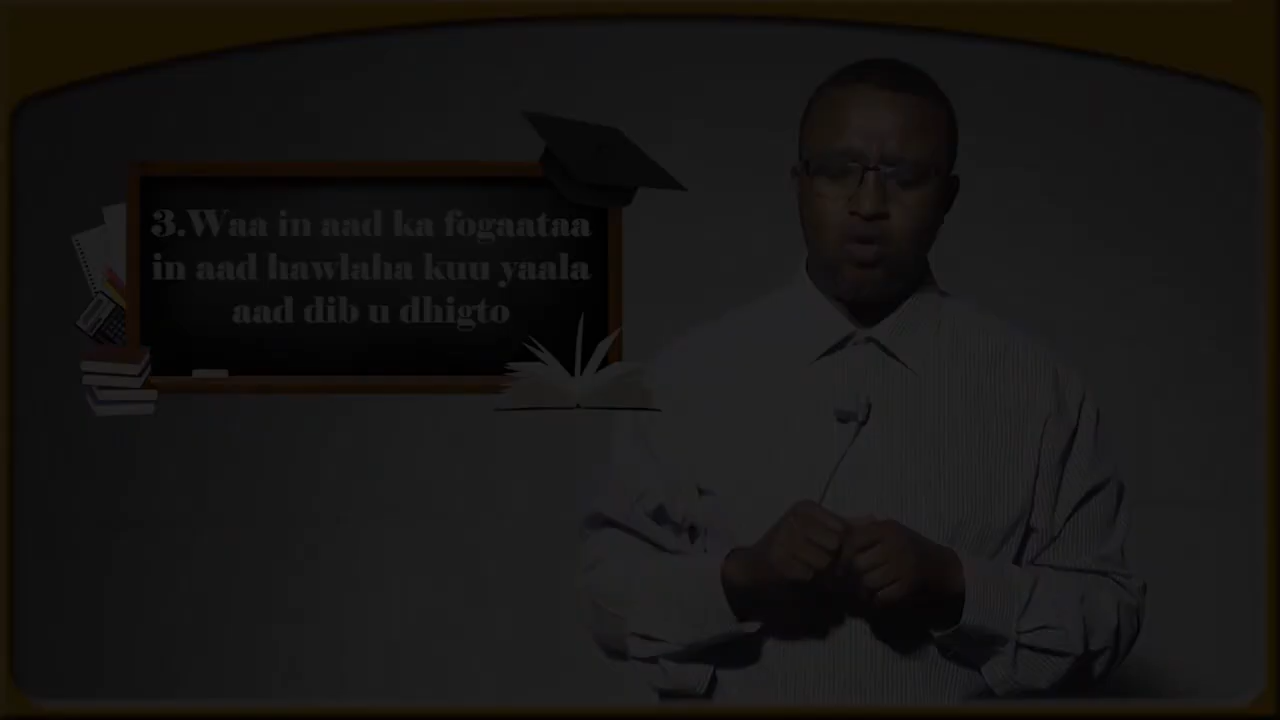 3.Waa in aad ka fogaataa
in aad hawlaha kuu yaala
aad dib u dhigto